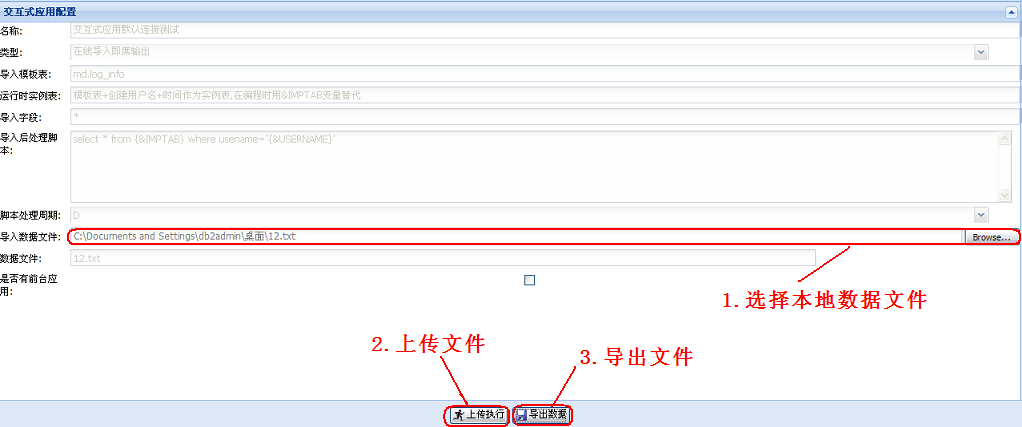 交互式应用配置
名称: 交互式应用默认连接测试
类型: 在线导入即席输出
导入模板表: md.log_info
运行时实例表: 模板表+创建用户名+时间作为实例表,在编程时用&IMPTAB变量替代
导入字段: *
导入后处理脚
本:
select * from {&IMPTAB} where usename='{&USERNAME}'
脚本处理周期: D
导入数据文件: C:\Documents and Settings\db2admin\桌面\12.txt Browse...
数据文件: 12.txt
是否有前台应
用:
1.选择本地数据文件
2.上传文件
3.导出文件
上传执行 导出数据